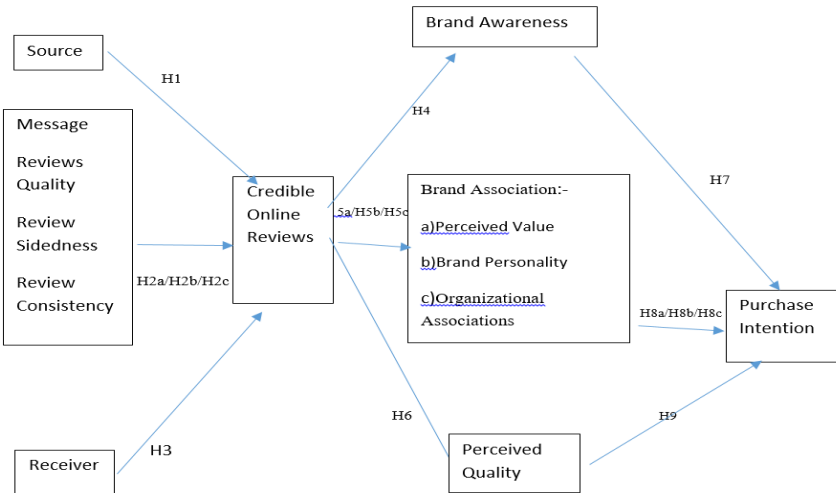 Brand Awareness
Source
H1
H4
Message
Reviews
Quality
Review
Sidedness
Review
Consistency
H2a/H2b/H2c
Credible
Online
Reviews
5a/H5b/H5c
Brand Association:-
a)Perceived Value
b)Brand Personality
c)Organizational
Associations
H7
H8a/H8b/H8c
Purchase
Intention
H6
H9
Receiver
H3
Perceived
Quality